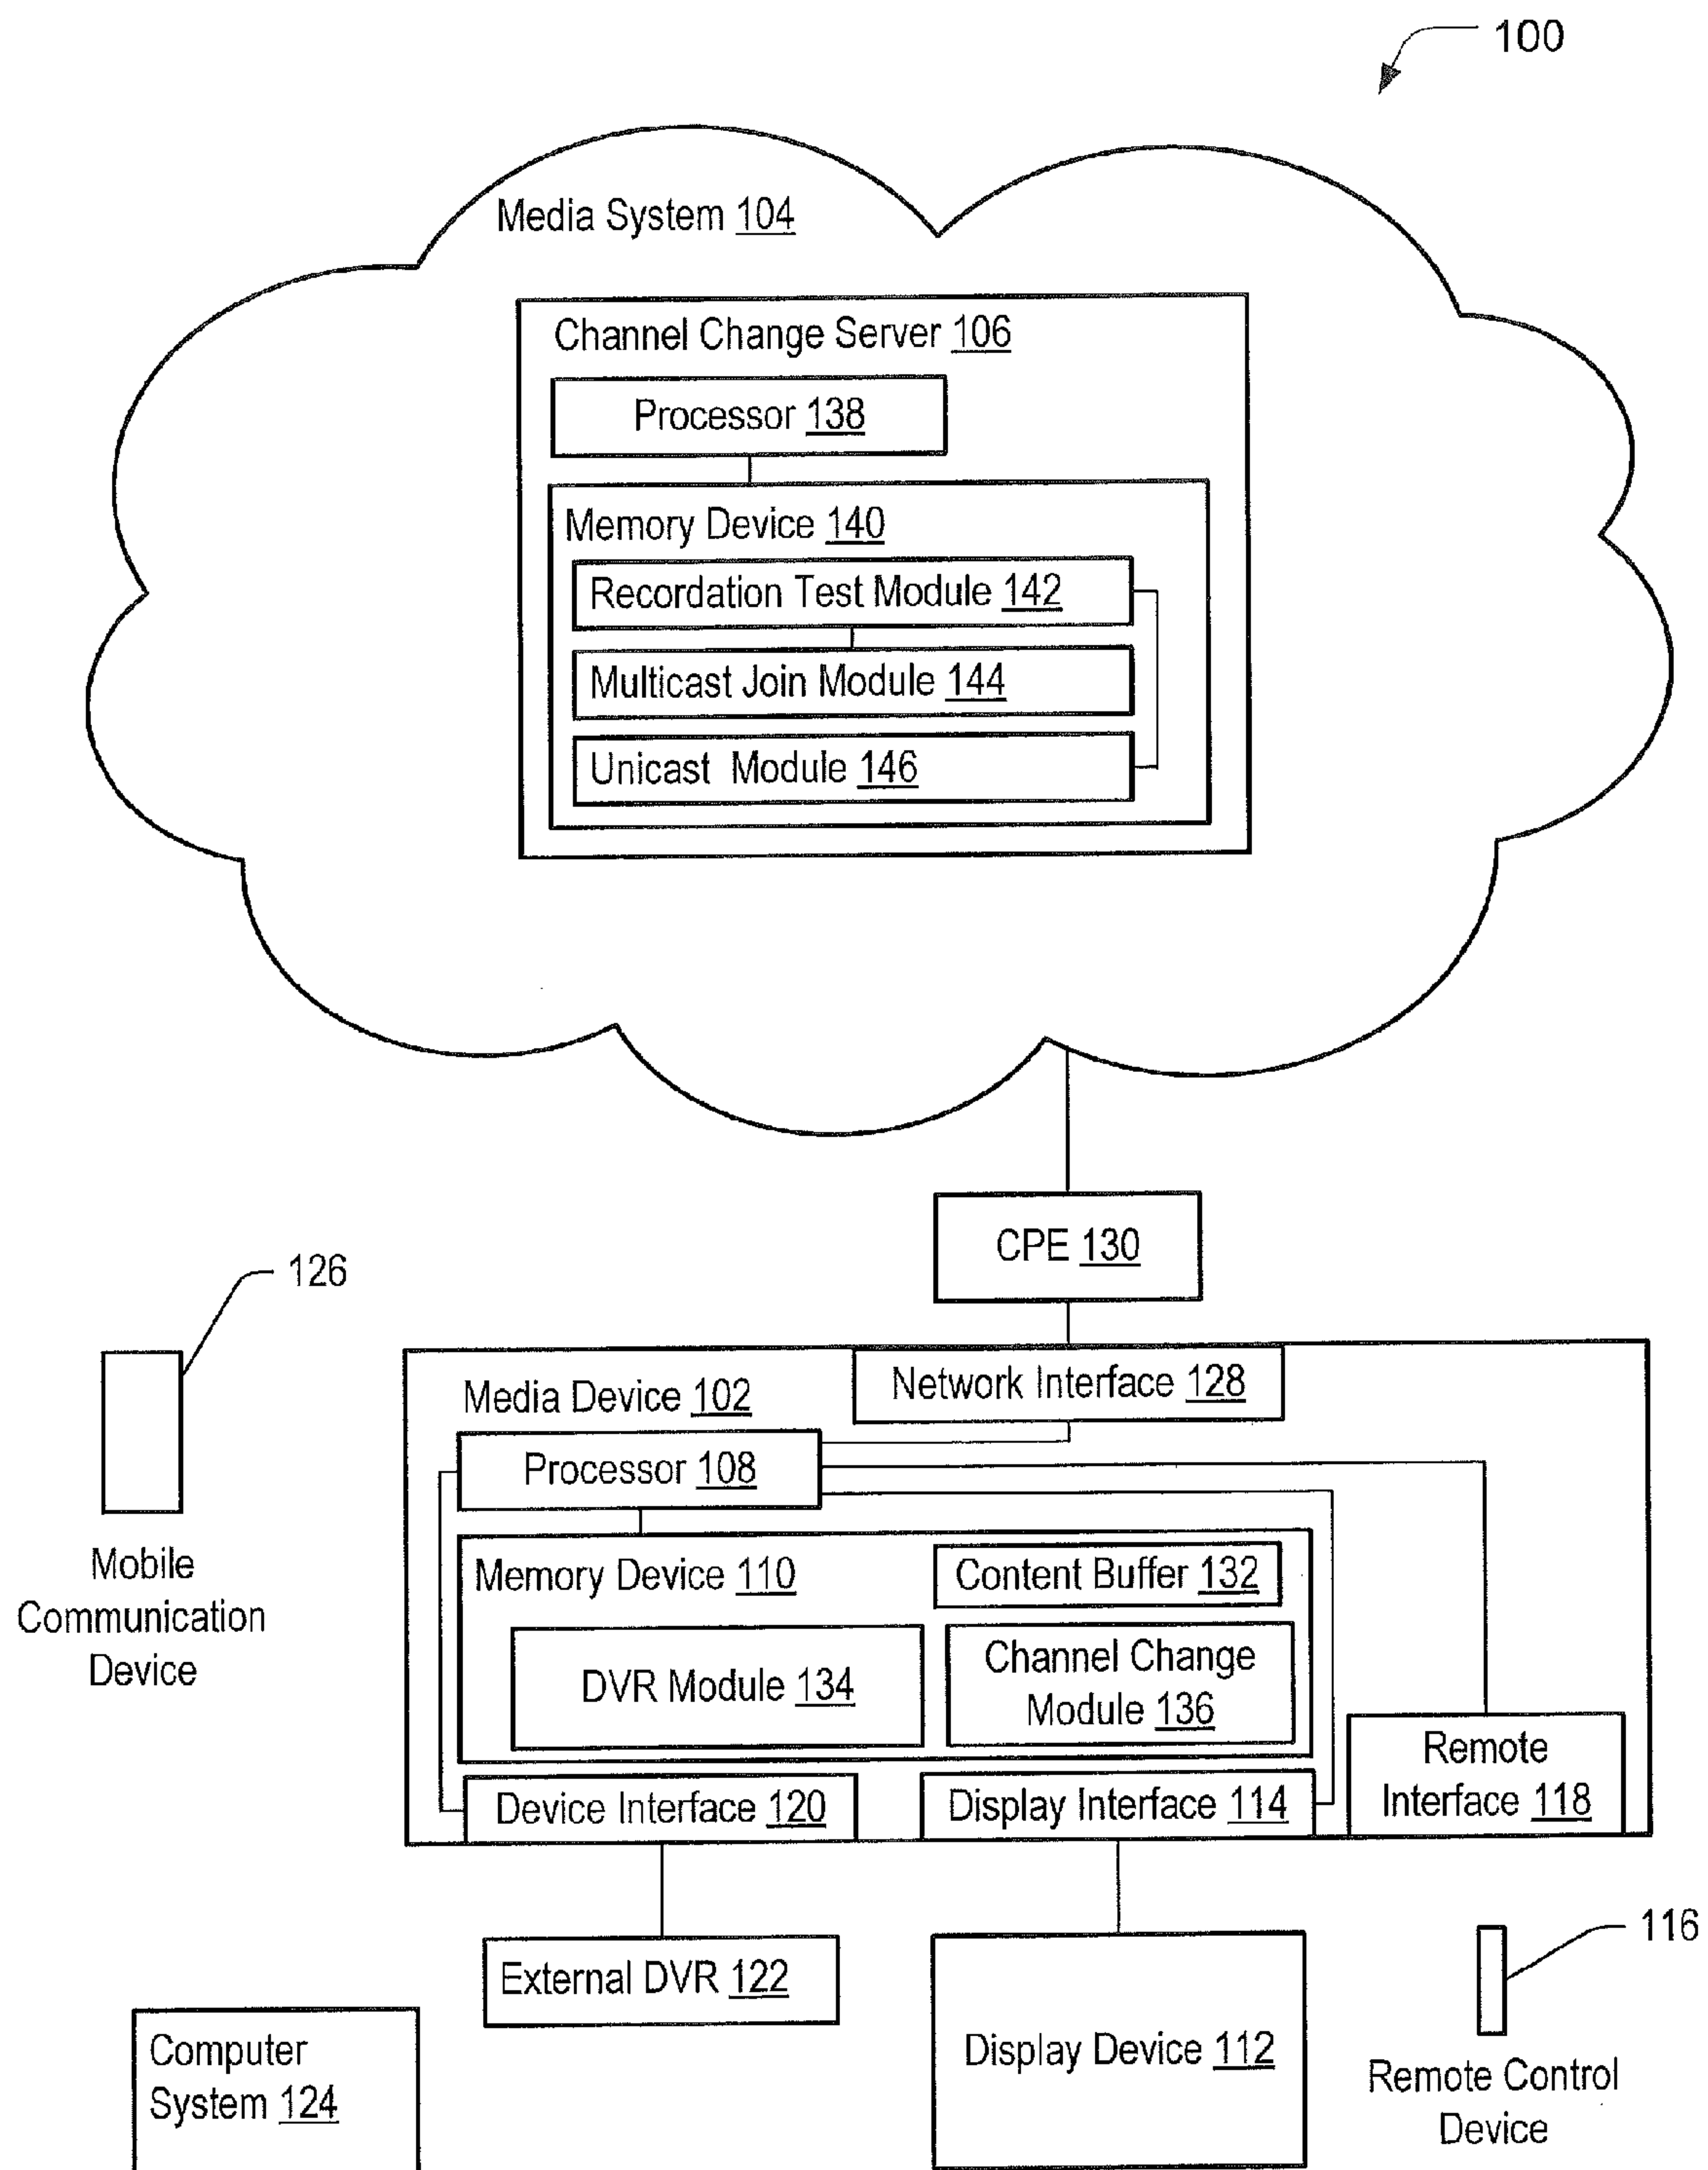 100
Media System 104
Channel Change Server 106
Processor 138
Memory Device 140
Recordation Test Module 142
Multicast Join Module 144
Unicast Module 146
CPE 130
126
Mobile
Communication
Device
Media Device 102
Network Interface 128
Processor 108
Memory Device 110
Content Buffer 132
DVR Module 134
Channel Change
Module 136
Remote
Interface 118
Device Interface 120
Display Interface 114
External DVR 122
116
Computer
System 124
Display Device 112
Remote Control
Device